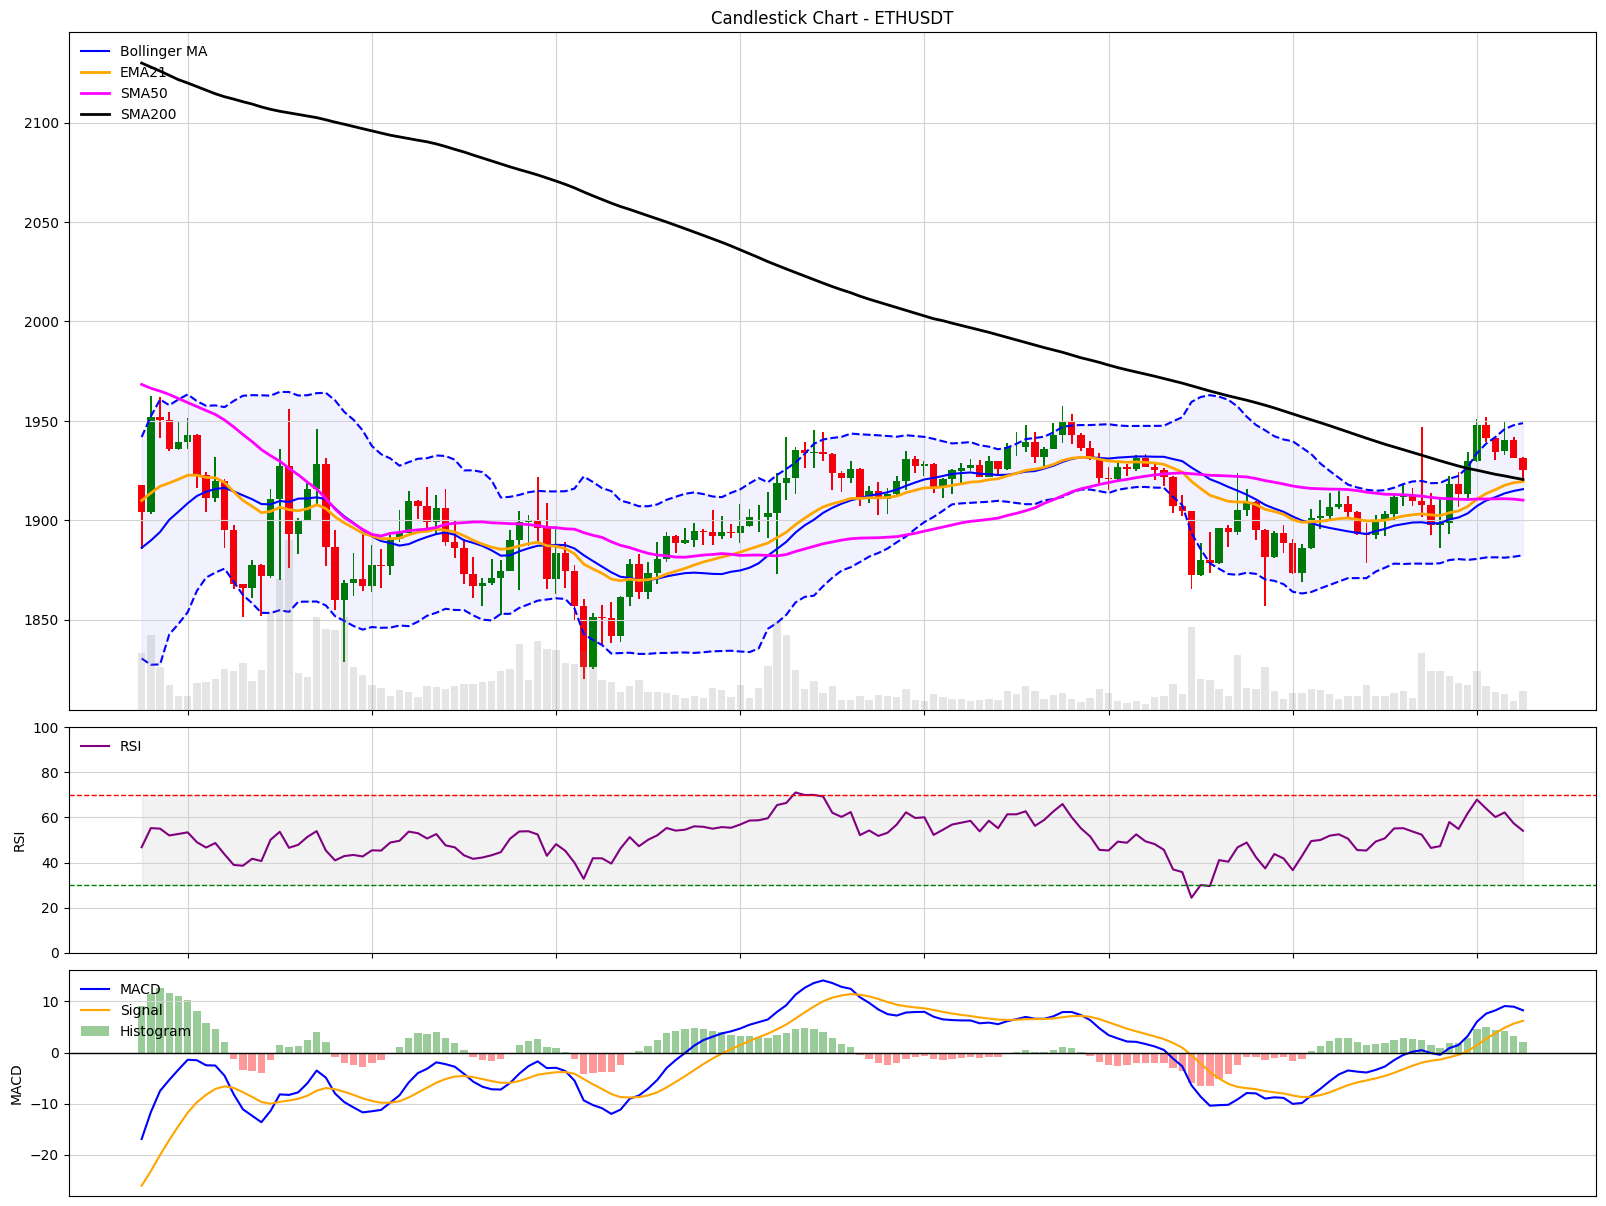 Candlestick Chart - ETHUSDT
Bollinger MA
EMA21
SMA50
SMA200
2100
2050
2000
1950
1900
1850
RSI
100
80
60
40
20
0
RSI
MACD
Signal
Histogram
10
0
−10
−20
MACD